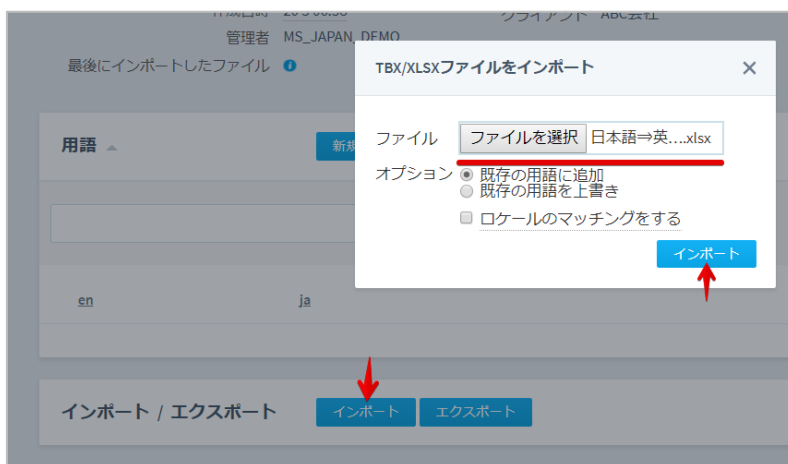 作成日時 クライアント ABC会社
管理者 MS_JAPAN, DEMO
最後にインポートしたファイル
TBX/XLSXファイルをインポート
用語 新規
ファイル ファイルを選択 日本語⇒英....xlsx
オプション 既存の用語に追加
既存の用語を上書き
ロケールのマッチングをする
インポート
en ja
インポート / エクスポート インポート エクスポート